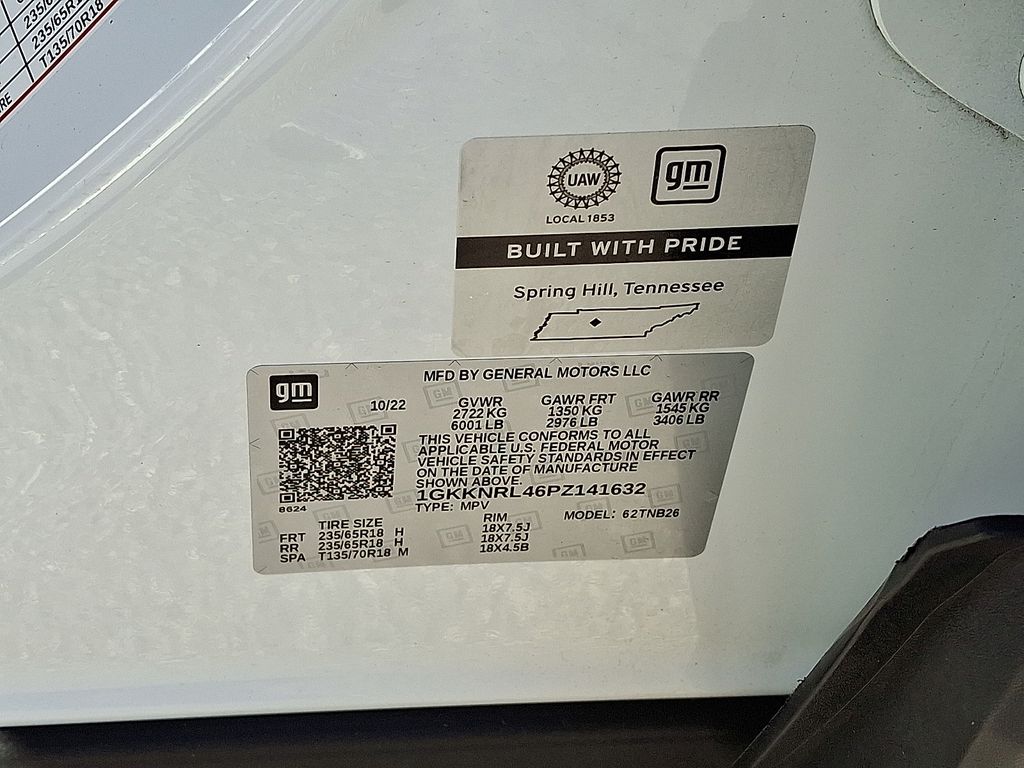 235/65R18
T135/70R18
UAW
LOCAL 1853
gm
BUILT WITH PRIDE
Spring Hill, Tennessee
gm
MFD BY GENERAL MOTORS LLC
10/22
GVWR GAWR FRT GAWR RR
2722 KG 1350 KG 1545 KG
6001 LB 2976 LB 3406 LB
THIS VEHICLE CONFORMS TO ALL
APPLICABLE U.S. FEDERAL MOTOR
VEHICLE SAFETY STANDARDS IN EFFECT
ON THE DATE OF MANUFACTURE
SHOWN ABOVE.
1GKKNRL46PZ141632
8624
TYPE: MPV MODEL: 62TNB26
TIRE SIZE RIM
FRT 235/65R18 H 18X7.5J
RR 235/65R18 H 18X7.5J
SPA T135/70R18 M 18X4.5B